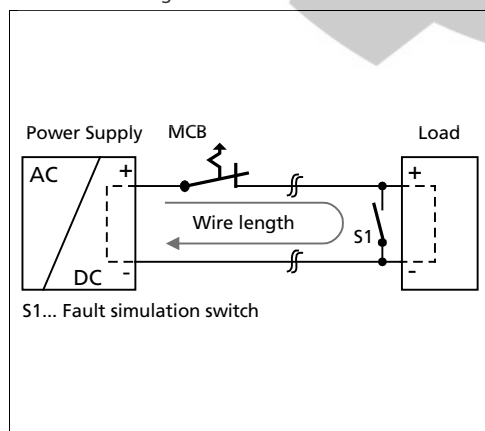 Power Supply
MCB
Load
AC
+
+
Wire length
S1
DC
-
-
S1... Fault simulation switch